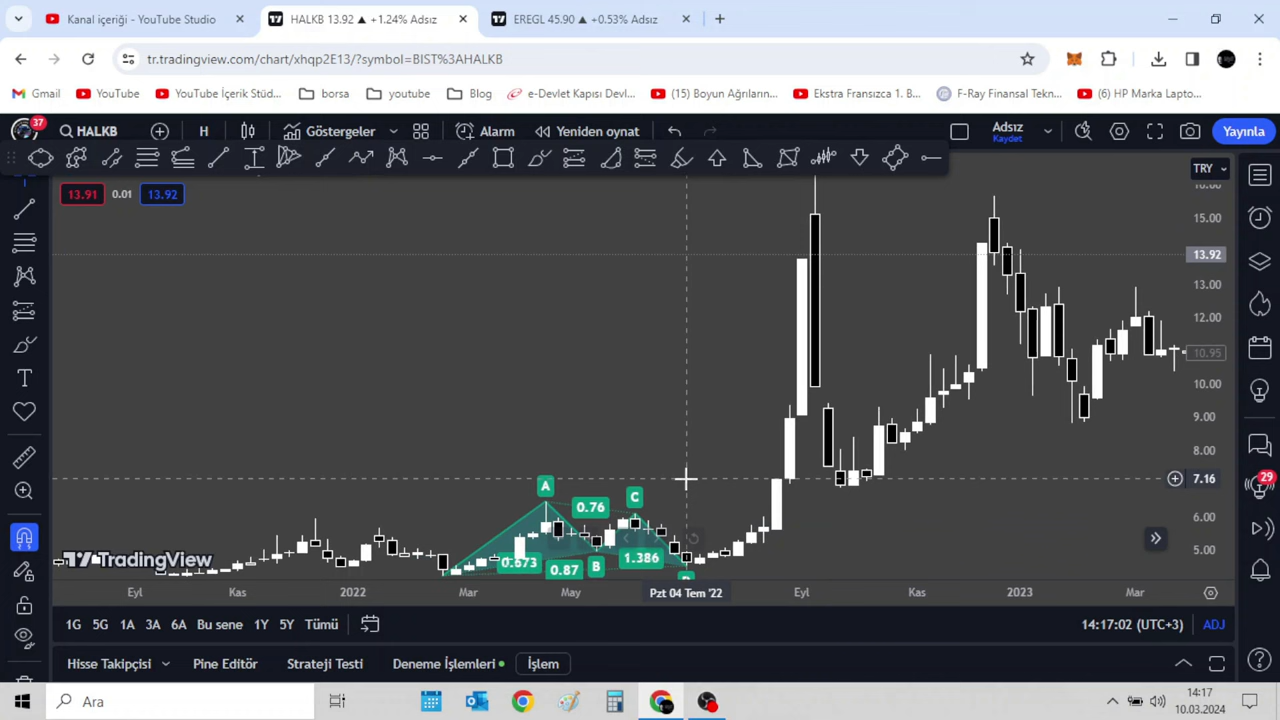 Kanal içeriği - YouTube Studio
HALKB 13.92 ▲ +1.24% Adsız
EREGL 45.90 ▲ +0.53% Adsız
tr.tradingview.com/chart/xhqp2E13/?symbol=BIST%3AHALKB
Gmail
YouTube
YouTube İçerik Stüd...
borsa
youtube
Blog
e-Devlet Kapısı Devl...
(15) Boyun Ağrıların...
Ekstra Fransızca 1. B...
F-Ray Finansal Tekn...
(6) HP Marka Lapto...
37
HALKB
H
Göstergeler
Alarm
Yeniden oynat
Adsız
Kaydet
Yayınla
TRY
13.91
0.01
13.92
16.00
15.00
13.92
13.00
12.00
10.95
10.00
9.00
8.00
7.16
6.00
5.00
A
0.76
C
0.673
0.87
B
1.386
29
TradingView
Eyl
Kas
2022
Mar
May
Pzt 04 Tem '22
Eyl
Kas
2023
Mar
1G
5G
1A
3A
6A
Bu sene
1Y
5Y
Tümü
14:17:02 (UTC+3)
ADJ
Hisse Takipçisi
Pine Editör
Strateji Testi
Deneme İşlemleri
İşlem
Ara
14:17
10.03.2024